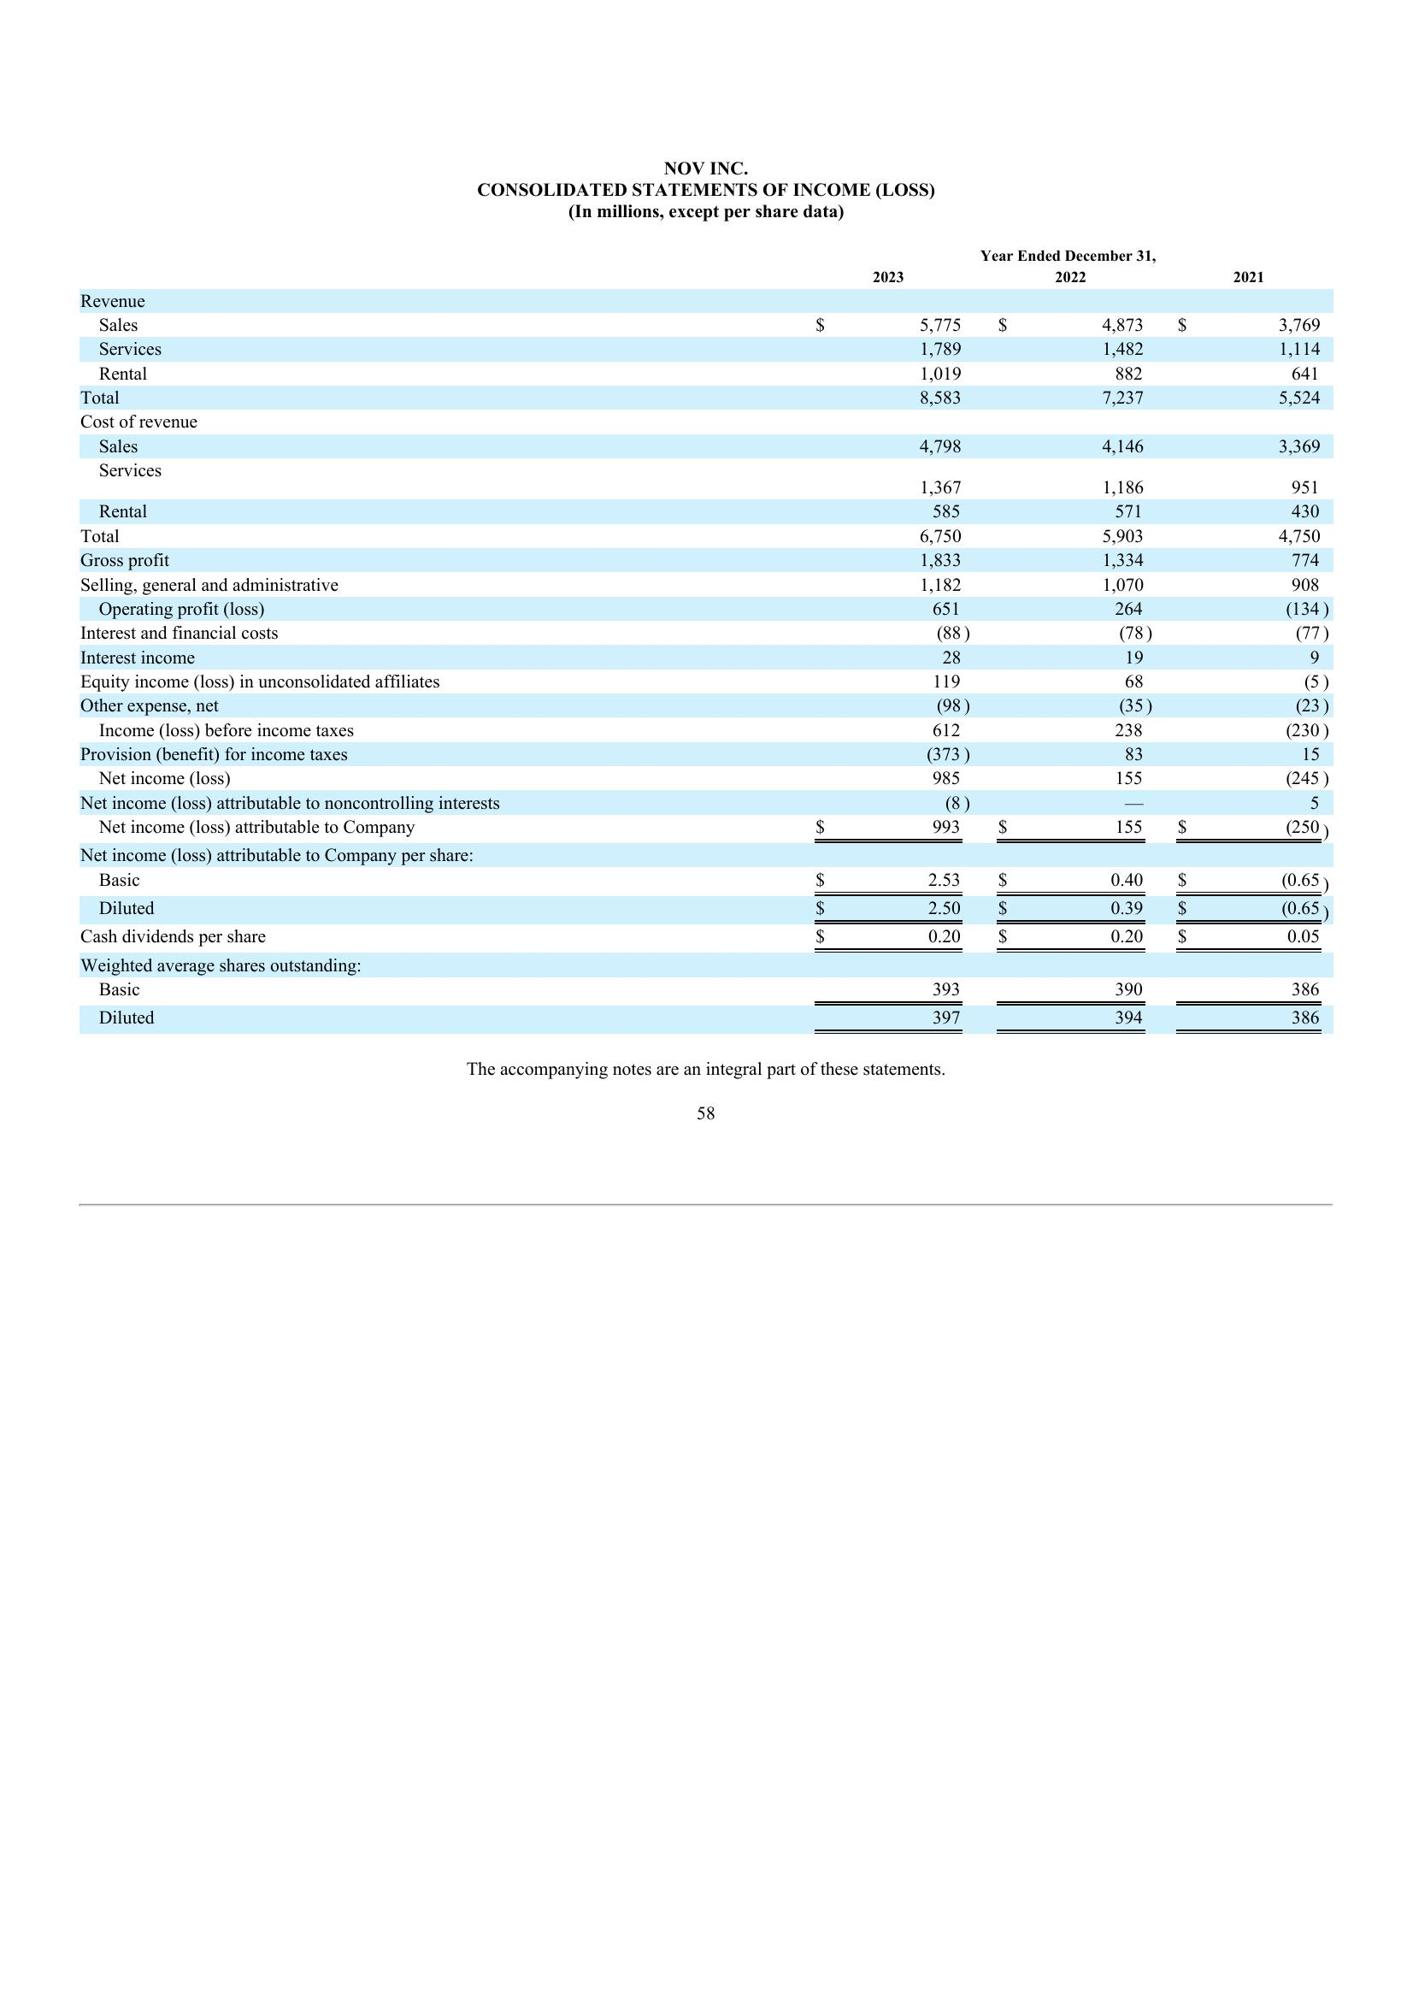 NOV INC.
CONSOLIDATED STATEMENTS OF INCOME (LOSS)
(In millions, except per share data)
Year Ended December 31,
2023 2022 2021
Revenue
Sales $ 5,775 $ 4,873 $ 3,769
Services 1,789 1,482 1,114
Rental 1,019 882 641
Total 8,583 7,237 5,524
Cost of revenue
Sales 4,798 4,146 3,369
Services 1,367 1,186 951
Rental 585 571 430
Total 6,750 5,903 4,750
Gross profit 1,833 1,334 774
Selling, general and administrative 1,182 1,070 908
Operating profit (loss) 651 264 (134 )
Interest and financial costs (88 ) (78 ) (77 )
Interest income 28 19 9
Equity income (loss) in unconsolidated affiliates 119 68 (5 )
Other expense, net (98 ) (35 ) (23 )
Income (loss) before income taxes 612 238 (230 )
Provision (benefit) for income taxes (373 ) 83 15
Net income (loss) 985 155 (245 )
Net income (loss) attributable to noncontrolling interests (8 ) — 5
Net income (loss) attributable to Company $ 993 $ 155 $ (250 )
Net income (loss) attributable to Company per share:
Basic $ 2.53 $ 0.40 $ (0.65 )
Diluted $ 2.50 $ 0.39 $ (0.65 )
Cash dividends per share $ 0.20 $ 0.20 $ 0.05
Weighted average shares outstanding:
Basic 393 390 386
Diluted 397 394 386
The accompanying notes are an integral part of these statements.
58